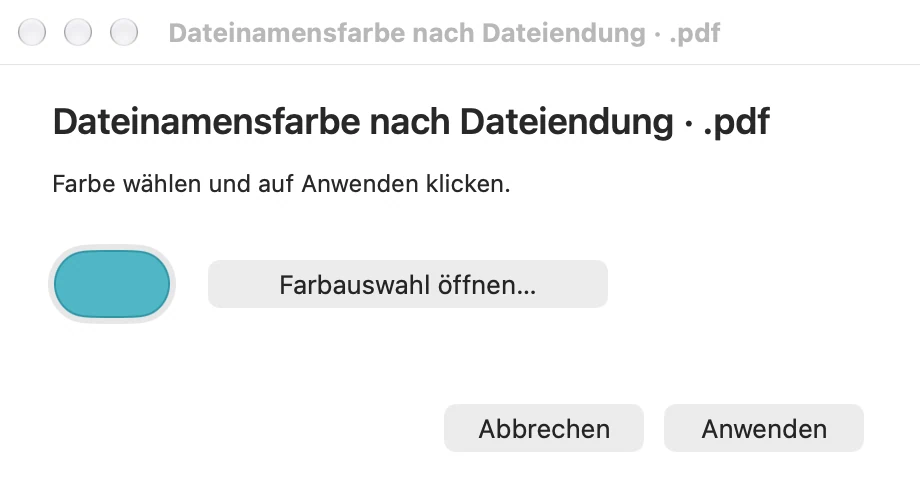 Dateinamensfarbe nach Dateiendung · .pdf
Dateinamensfarbe nach Dateiendung · .pdf
Farbe wählen und auf Anwenden klicken.
Farbauswahl öffnen...
Abbrechen
Anwenden